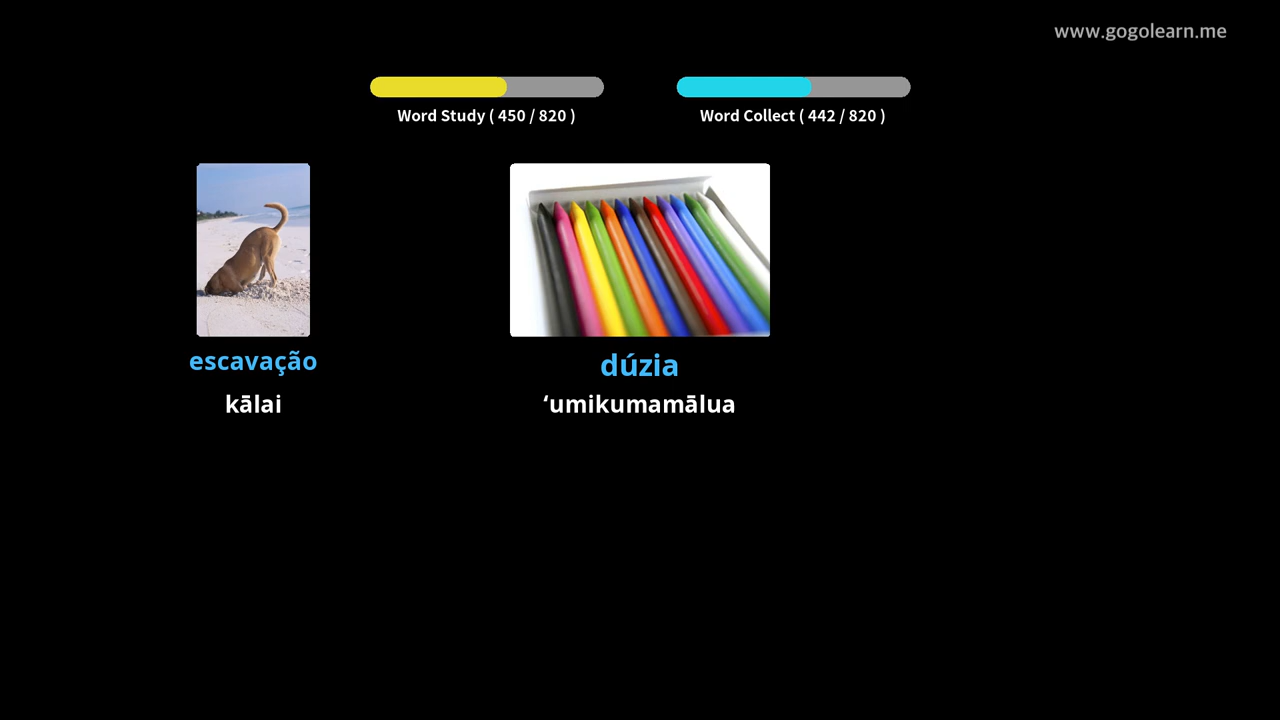 www.gogolearn.me
Word Study ( 450 / 820 )
Word Collect ( 442 / 820 )
escavação
kālai
dúzia
ʻumikumamālua